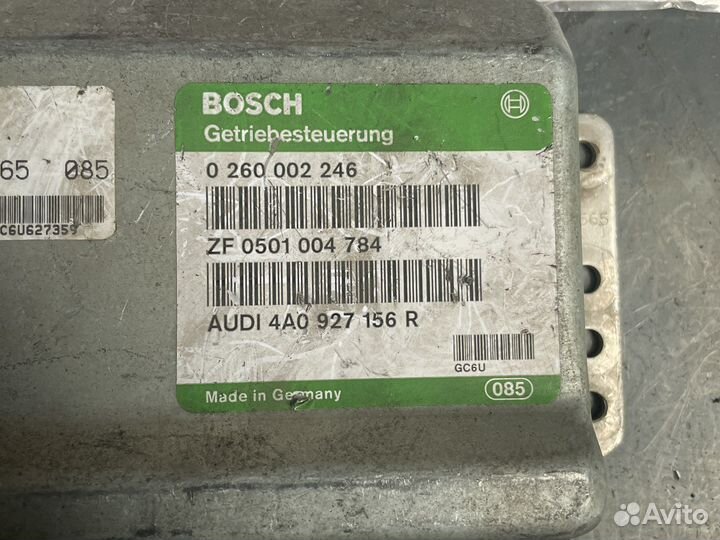 BOSCH
Getriebesteuerung
0 260 002 246
ZF 0501 004 784
AUDI 4A0 927 156 R
GC6U
Made in Germany
085
65 085
C6U627359
Avito